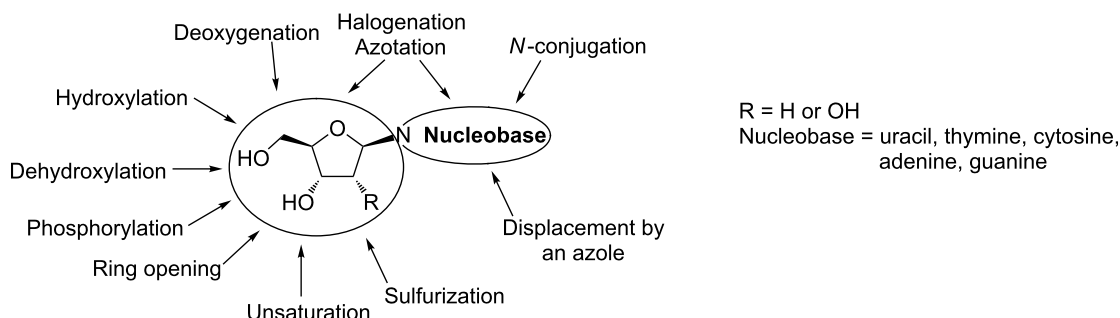 Deoxygenation
Halogenation
Azotation
N-conjugation
Hydroxylation
R = H or OH
Nucleobase = uracil, thymine, cytosine,
adenine, guanine
O
N Nucleobase
HO
Dehydroxylation
HO
R
Phosphorylation
Displacement by
an azole
Ring opening
Sulfurization
Unsaturation